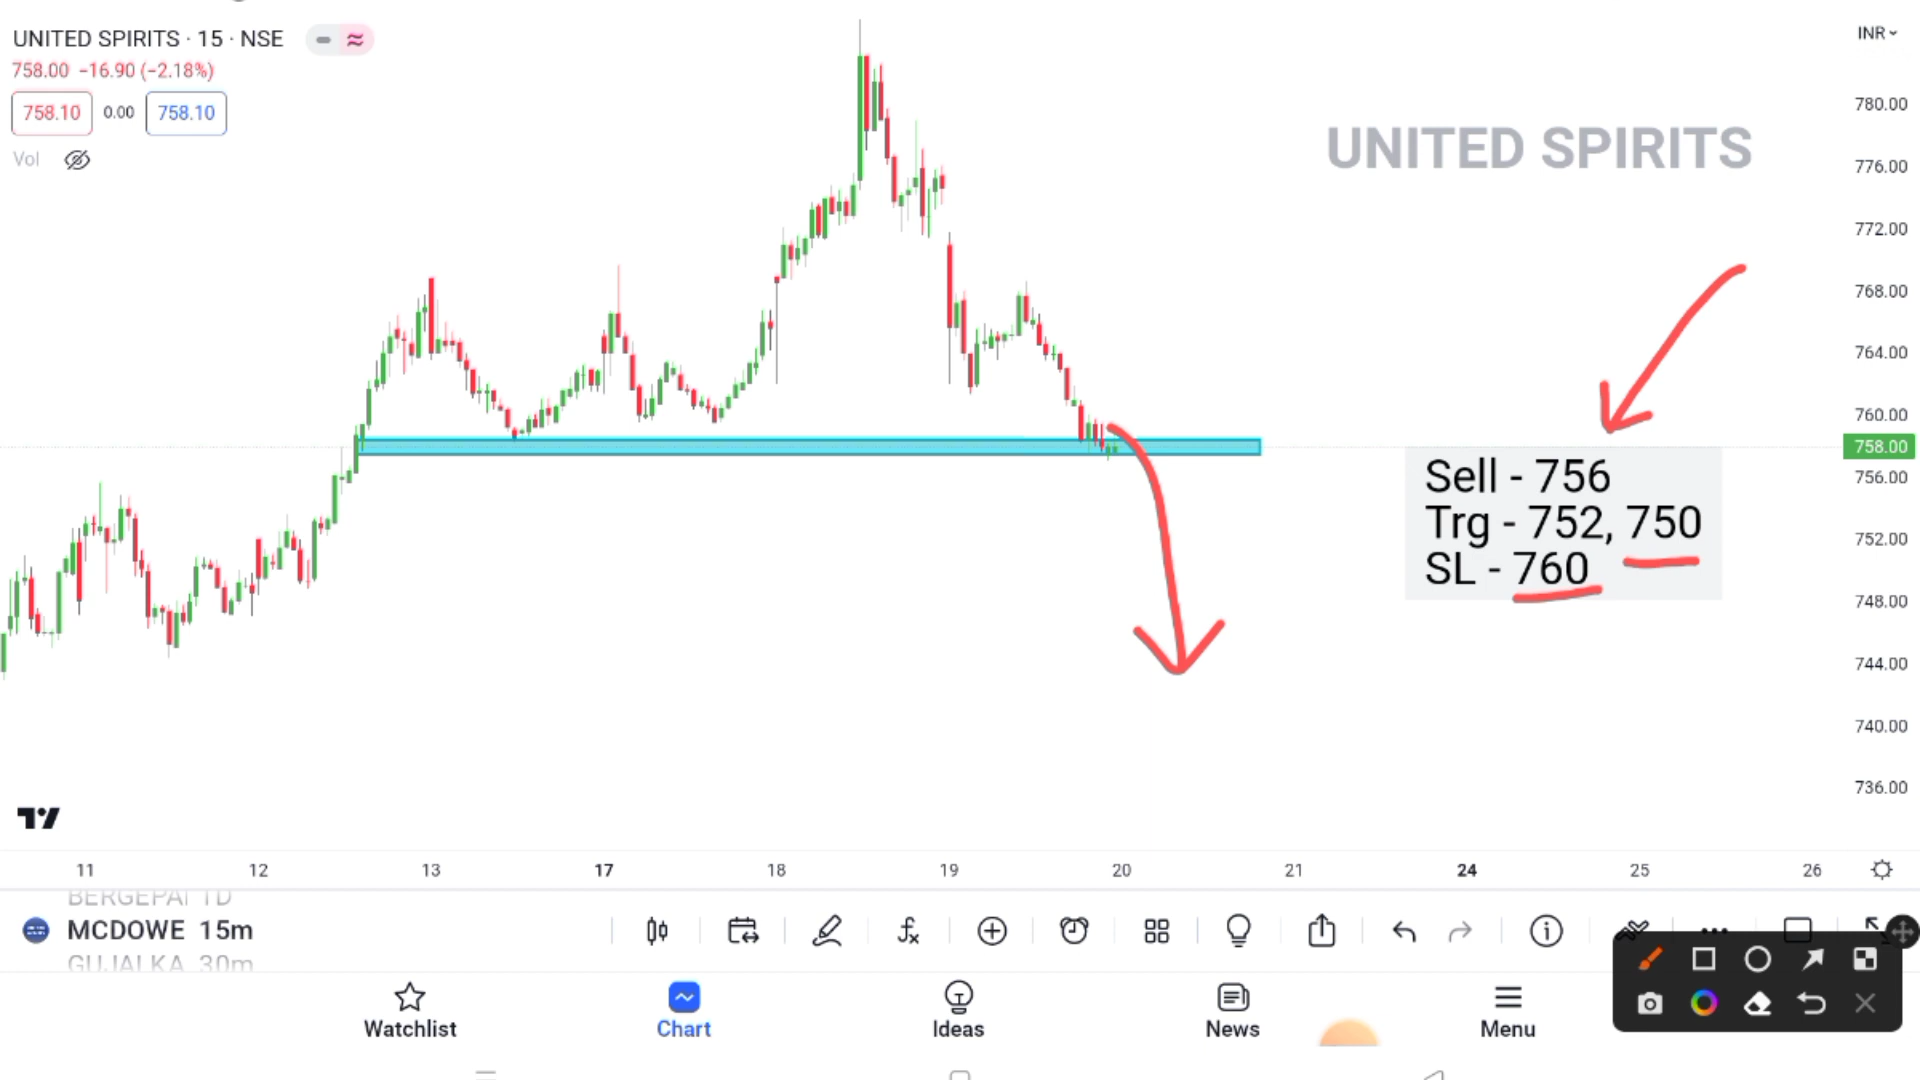 UNITED SPIRITS · 15 · NSE
INR
758.00 −16.90 (−2.18%)
758.10 0.00 758.10
Vol
UNITED SPIRITS
780.00
776.00
772.00
768.00
764.00
760.00
758.00
756.00
752.00
748.00
744.00
740.00
736.00
Sell - 756
Trg - 752, 750
SL - 760
11 12 13 17 18 19 20 21 24 25 26
MCDOWE 15m
GUJALKA 30m
Watchlist Chart Ideas News Menu